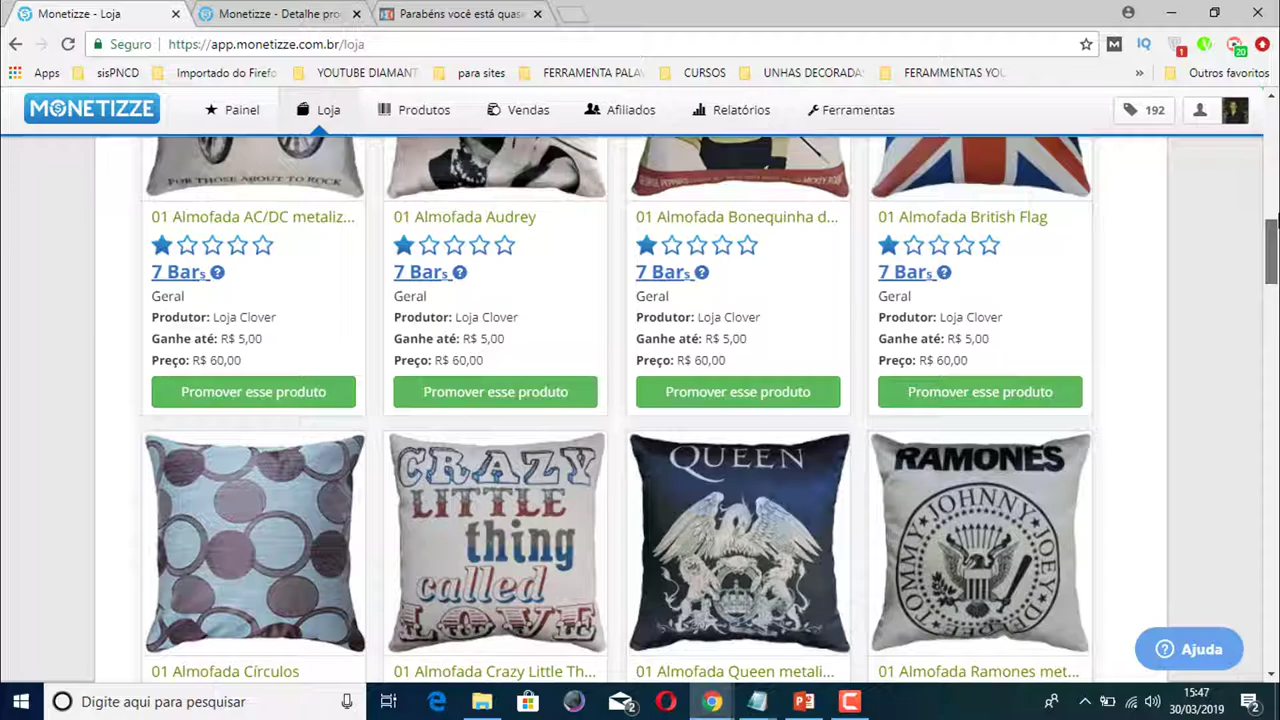 Monetizze - Loja
Monetizze - Detalhe pro
Parabéns você está quase
Seguro
https://app.monetizze.com.br/loja
1
20
Apps
sisPNCD
Importado do Firefo
YOUTUBE DIAMANT
para sites
FERRAMENTA PALA
CURSOS
UNHAS DECORADA
FERAMMENTAS YOU
Outros favoritos
MONETIZZE
Painel
Loja
Produtos
Vendas
Afiliados
Relatórios
Ferramentas
192
FOR THOSE ABOUT TO ROCK
01 Almofada AC/DC metaliz...
01 Almofada Audrey
01 Almofada Bonequinha d...
01 Almofada British Flag
7 Bars
7 Bars
7 Bars
7 Bars
Geral
Geral
Geral
Geral
Produtor: Loja Clover
Produtor: Loja Clover
Produtor: Loja Clover
Produtor: Loja Clover
Ganhe até: R$ 5,00
Ganhe até: R$ 5,00
Ganhe até: R$ 5,00
Ganhe até: R$ 5,00
Preço: R$ 60,00
Preço: R$ 60,00
Preço: R$ 60,00
Preço: R$ 60,00
Promover esse produto
Promover esse produto
Promover esse produto
Promover esse produto
CRAZY
LITTLE
thing
called
LOVE
QUEEN
RAMONES
JOHNNY JOEY DEE DEE TOMMY
01 Almofada Círculos
01 Almofada Crazy Little Th...
01 Almofada Queen metali...
01 Almofada Ramones met...
Ajuda
Digite aqui para pesquisar
2
15:47
30/03/2019
2